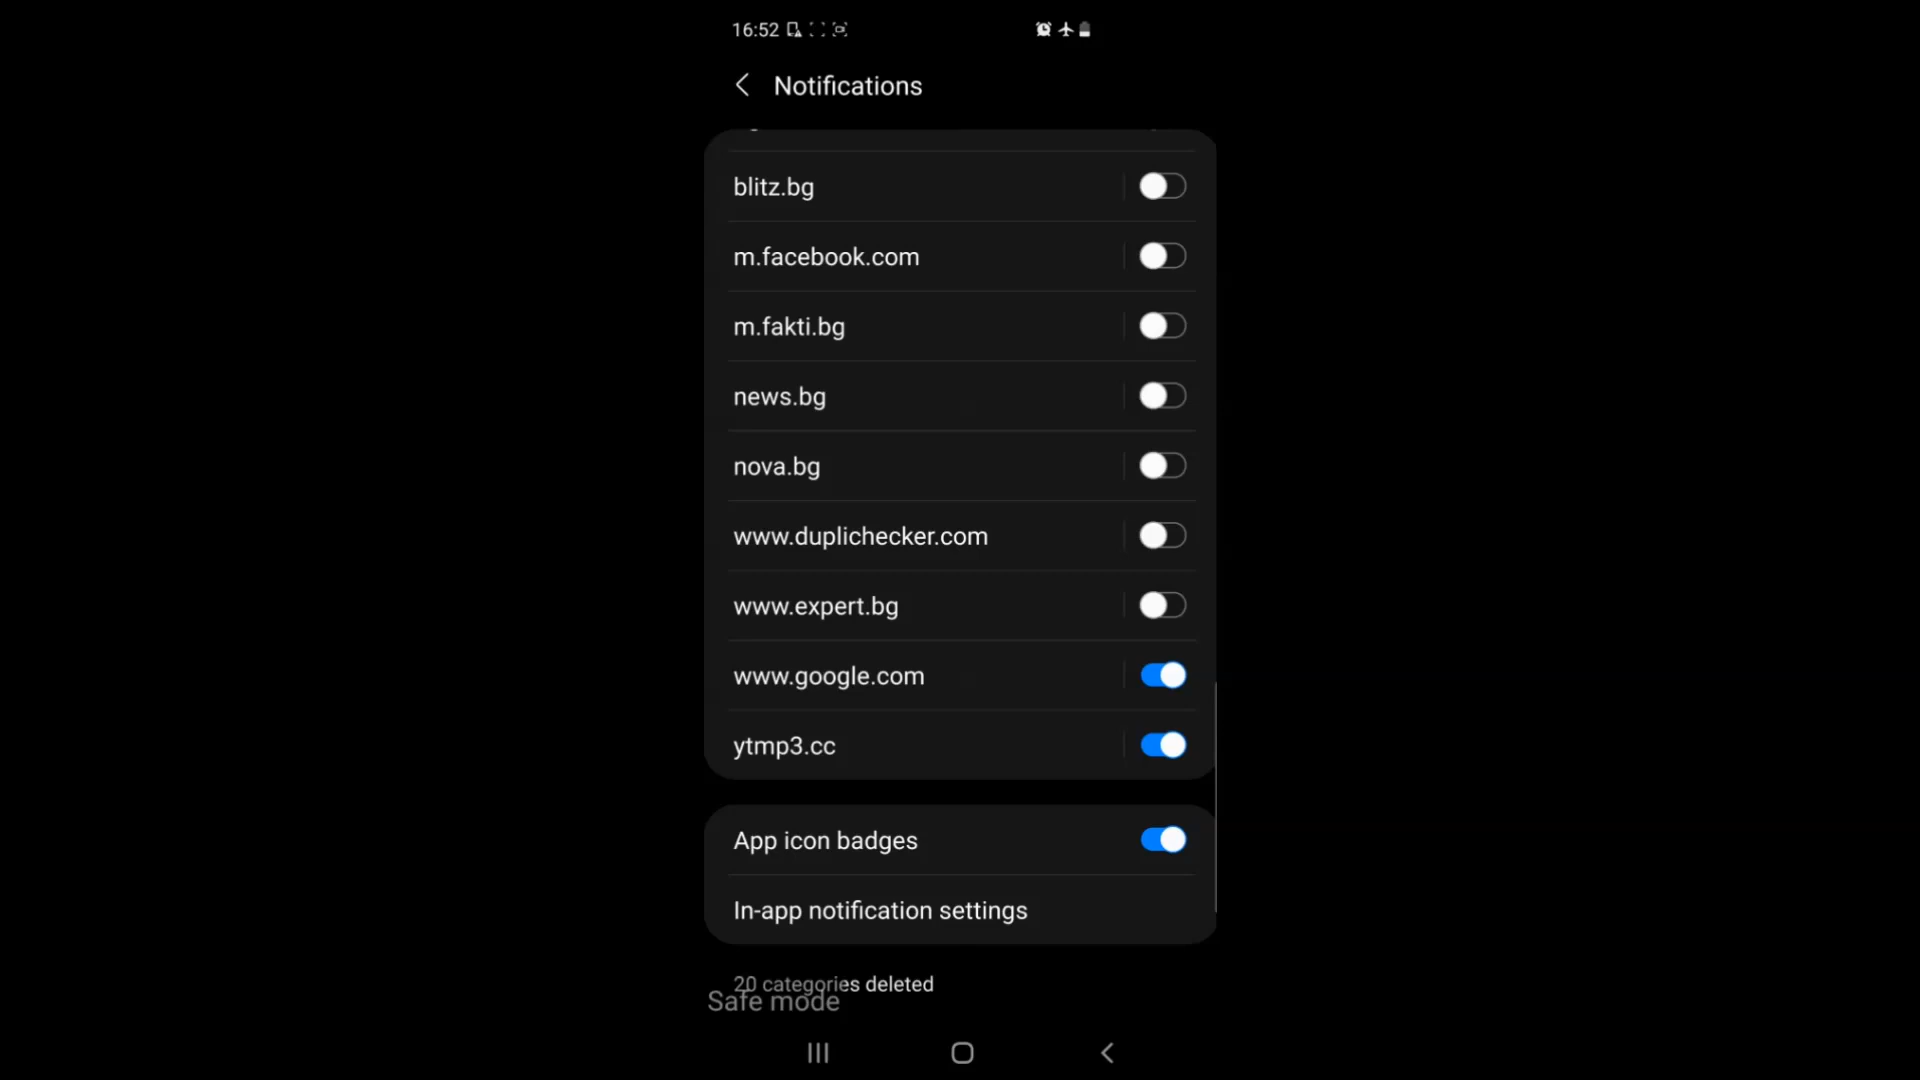 16:52
Notifications
blitz.bg
m.facebook.com
m.fakti.bg
news.bg
nova.bg
www.duplichecker.com
www.expert.bg
www.google.com
ytmp3.cc
App icon badges
In-app notification settings
20 categories deleted
Safe mode